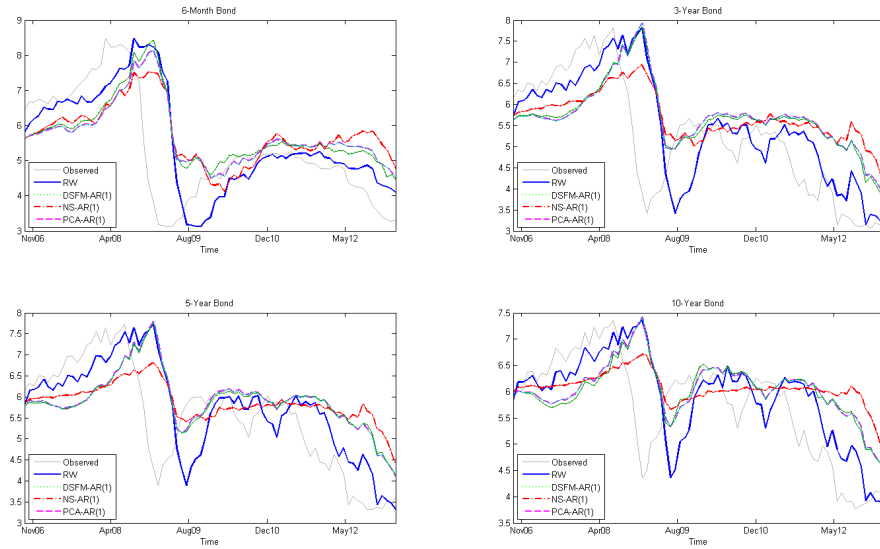 6-Month Bond
9
8
7
6
5
4
3
Observed
RW
DSFM-AR(1)
NS-AR(1)
PCA-AR(1)
Nov06
Apr08
Aug09
Dec10
May12
Time
3-Year Bond
8
7.5
7
6.5
6
5.5
5
4.5
4
3.5
3
Observed
RW
DSFM-AR(1)
NS-AR(1)
PCA-AR(1)
Nov06
Apr08
Aug09
Dec10
May12
Time
5-Year Bond
8
7.5
7
6.5
6
5.5
5
4.5
4
3.5
3
Observed
RW
DSFM-AR(1)
NS-AR(1)
PCA-AR(1)
Nov06
Apr08
Aug09
Dec10
May12
Time
10-Year Bond
7.5
7
6.5
6
5.5
5
4.5
4
3.5
Observed
RW
DSFM-AR(1)
NS-AR(1)
PCA-AR(1)
Nov06
Apr08
Aug09
Dec10
May12
Time